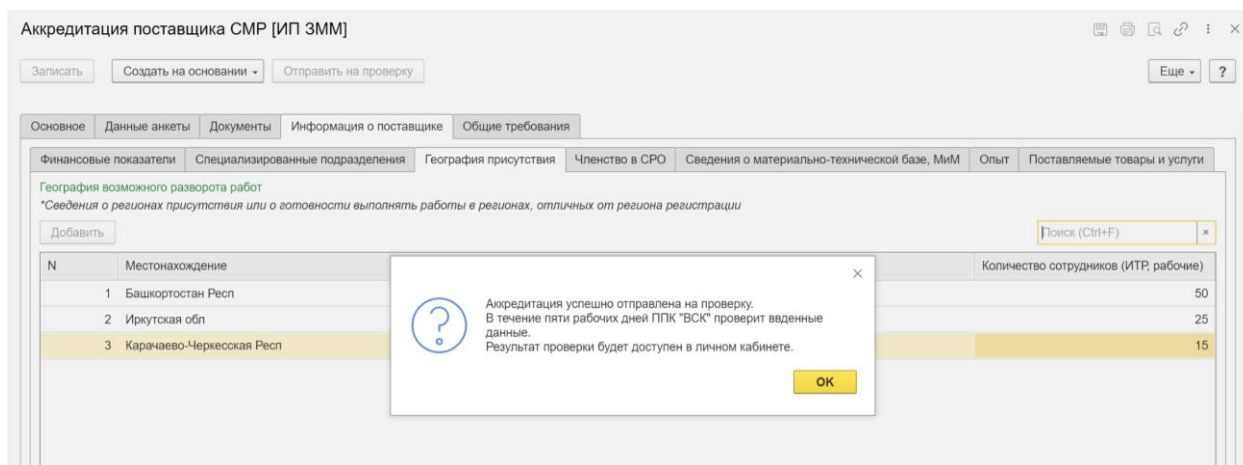 Аккредитация поставщика СМР [ИП ЗММ]
Записать Создать на основании Отправить на проверку Еще ?
Основное Данные анкеты Документы Информация о поставщике Общие требования
Финансовые показатели Специализированные подразделения География присутствия Членство в СРО Сведения о материально-технической базе, МиМ Опыт Поставляемые товары и услуги
География возможного разворота работ
*Сведения о регионах присутствия или о готовности выполнять работы в регионах, отличных от региона регистрации
Добавить Поиск (Ctrl+F) ×
N Местонахождение Количество сотрудников (ИТР, рабочие)
1 Башкортостан Респ 50
2 Иркутская обл 25
3 Карачаево-Черкесская Респ 15
Аккредитация успешно отправлена на проверку.
В течение пяти рабочих дней ППК "ВСК" проверит введенные
данные.
Результат проверки будет доступен в личном кабинете.
ОК